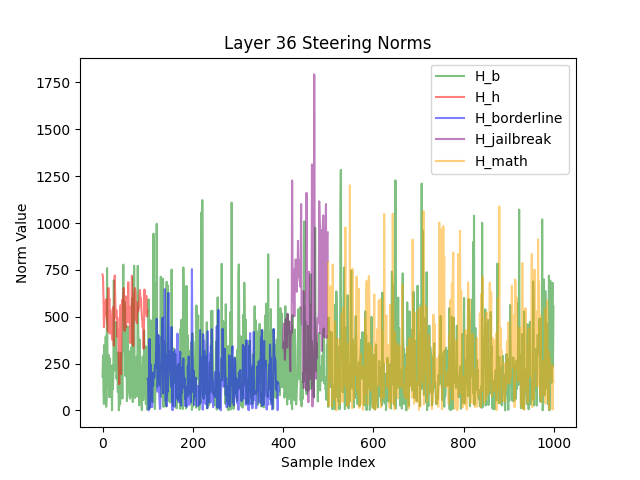 Layer 36 Steering Norms
H_b
H_h
H_borderline
H_jailbreak
H_math
Norm Value
1750
1500
1250
1000
750
500
250
0
0 200 400 600 800 1000
Sample Index